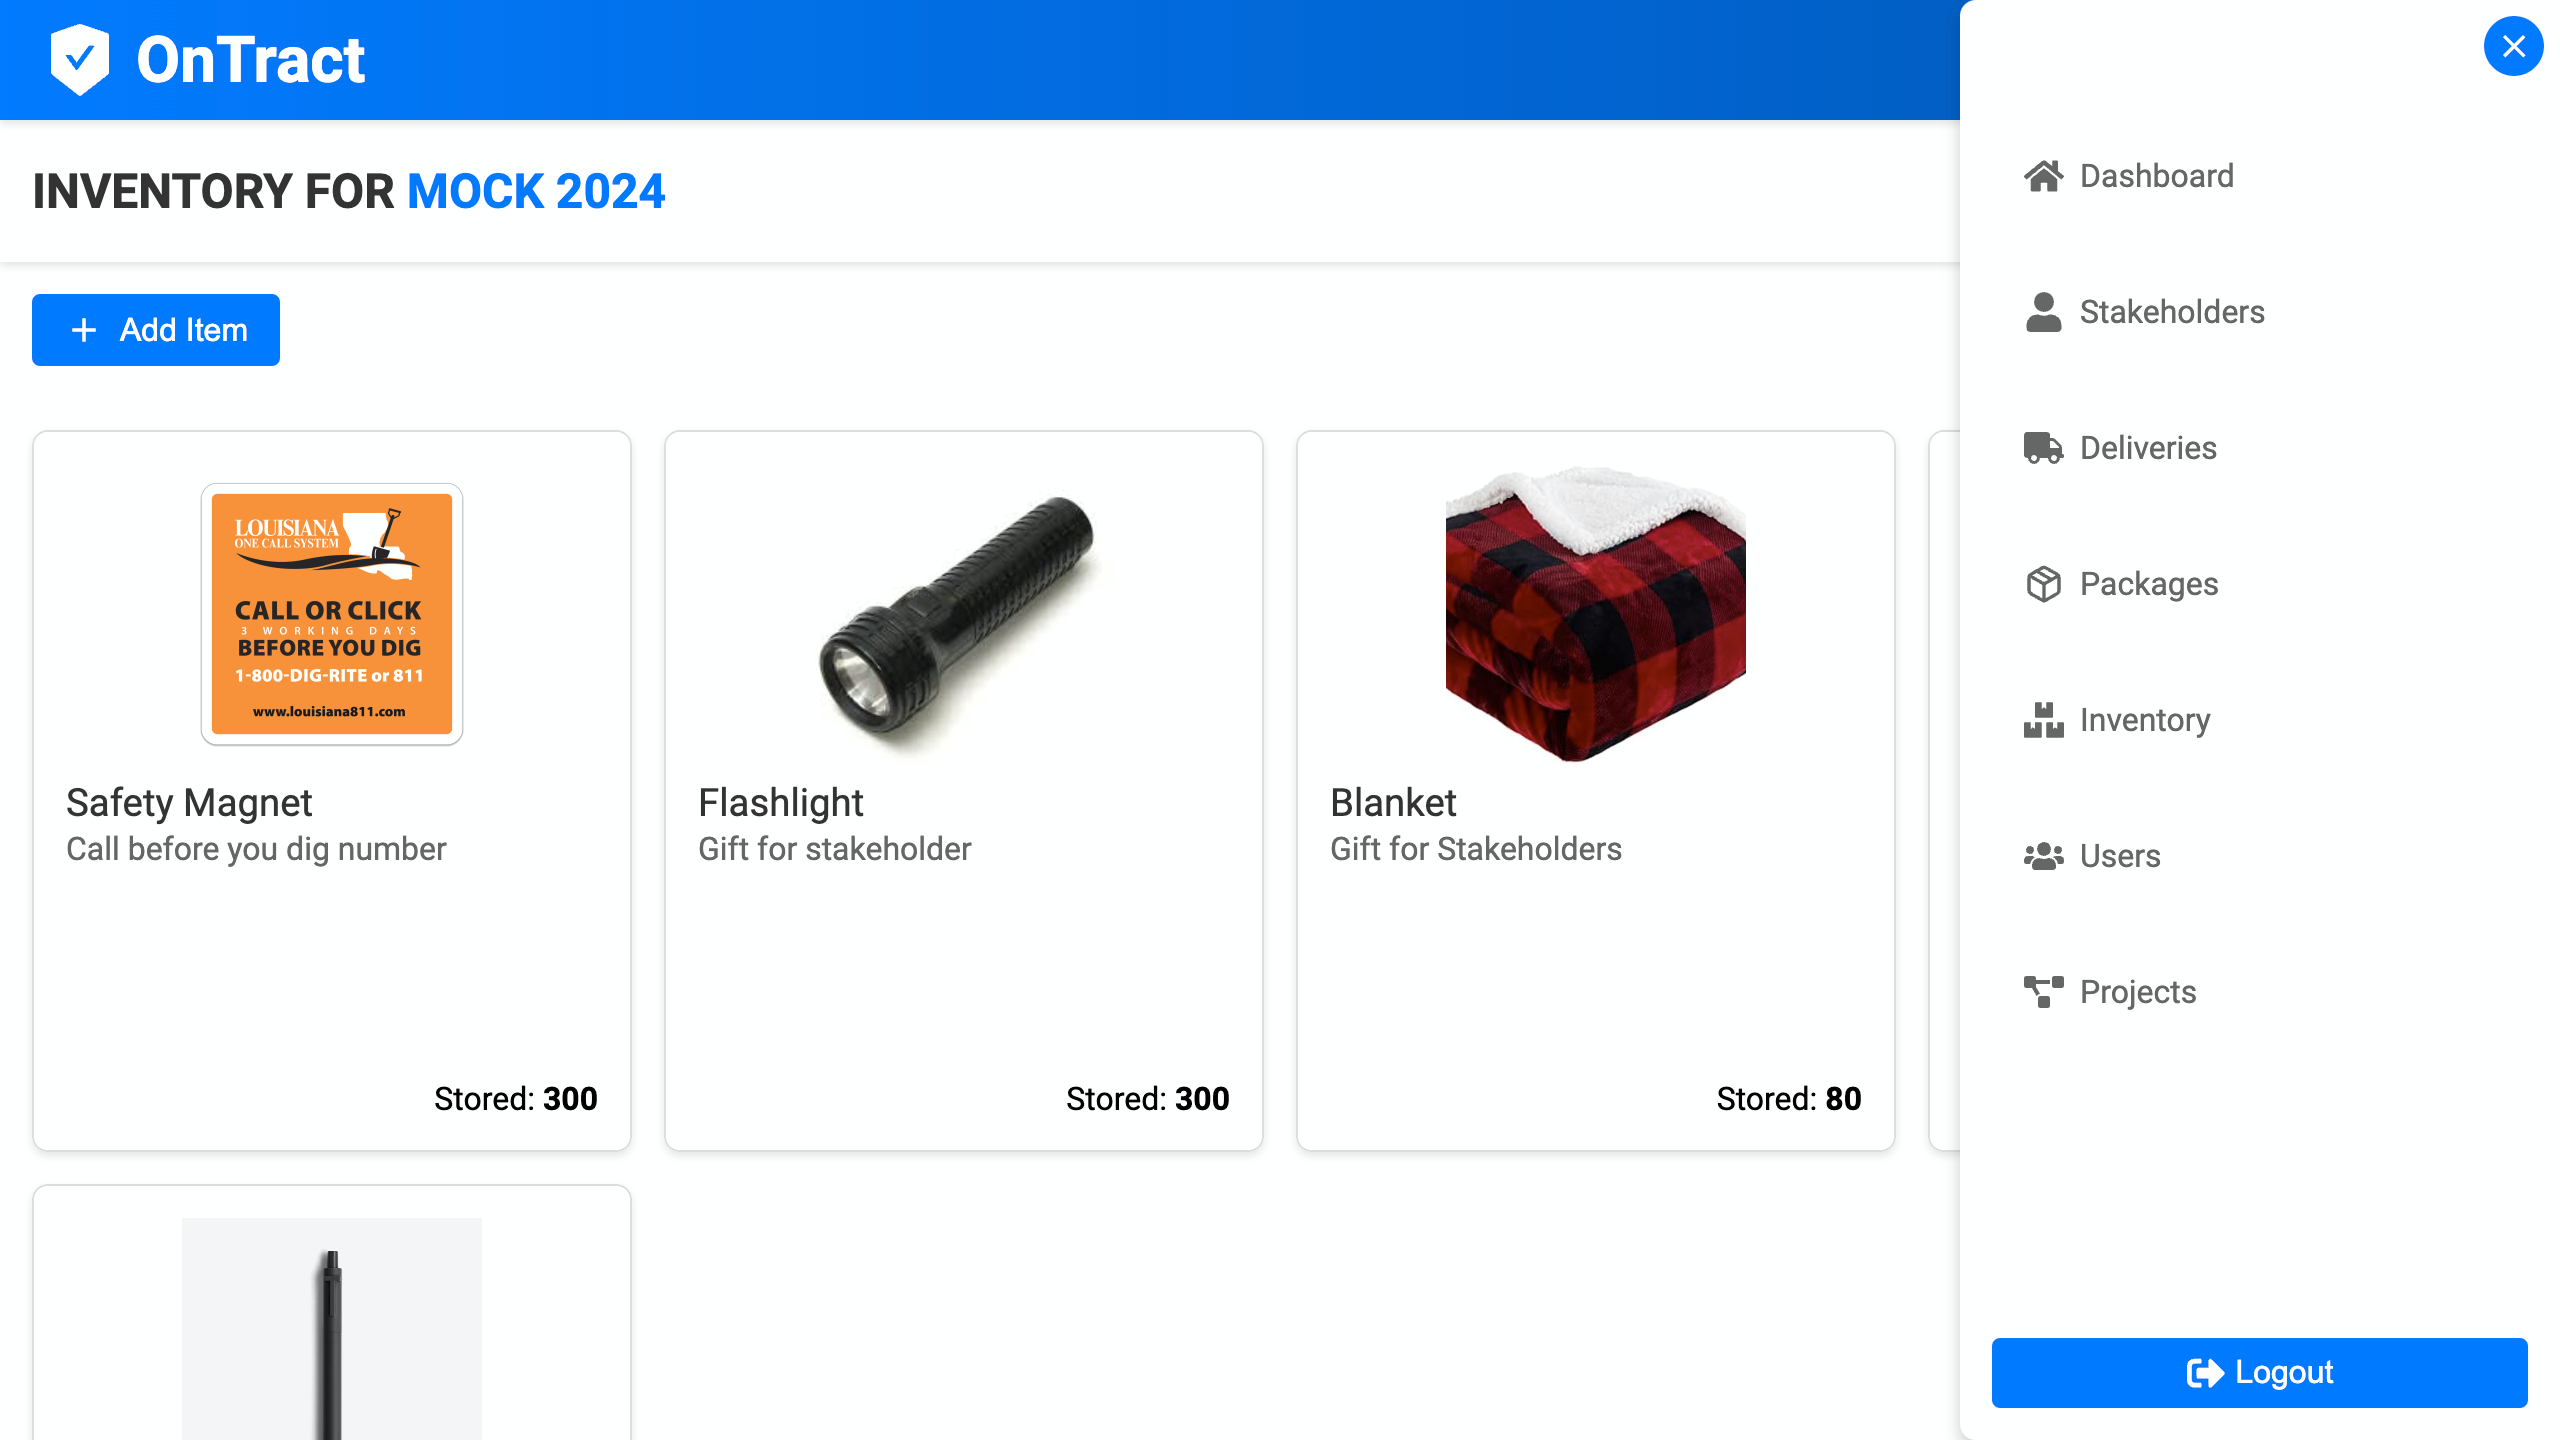 OnTract
INVENTORY FOR MOCK 2024
Add Item
LOUISIANA
ONE CALL SYSTEM
CALL OR CLICK
3 WORKING DAYS
BEFORE YOU DIG
1-800-DIG-RITE or 811
www.louisiana811.com
Safety Magnet
Call before you dig number
Stored: 300
Flashlight
Gift for stakeholder
Stored: 300
Blanket
Gift for Stakeholders
Stored: 80
Dashboard
Stakeholders
Deliveries
Packages
Inventory
Users
Projects
Logout